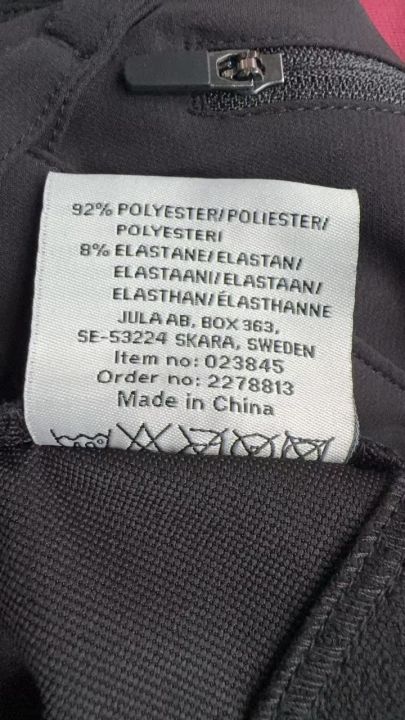 92% POLYESTER/POLIESTER/
POLYESTERI
8% ELASTANE/ELASTAN/
ELASTAANI/ELASTAAN/
ELASTHAN/ÉLASTHANNE
JULA AB, BOX 363,
SE-53224 SKARA, SWEDEN
Item no: 023845
Order no: 2278813
Made in China